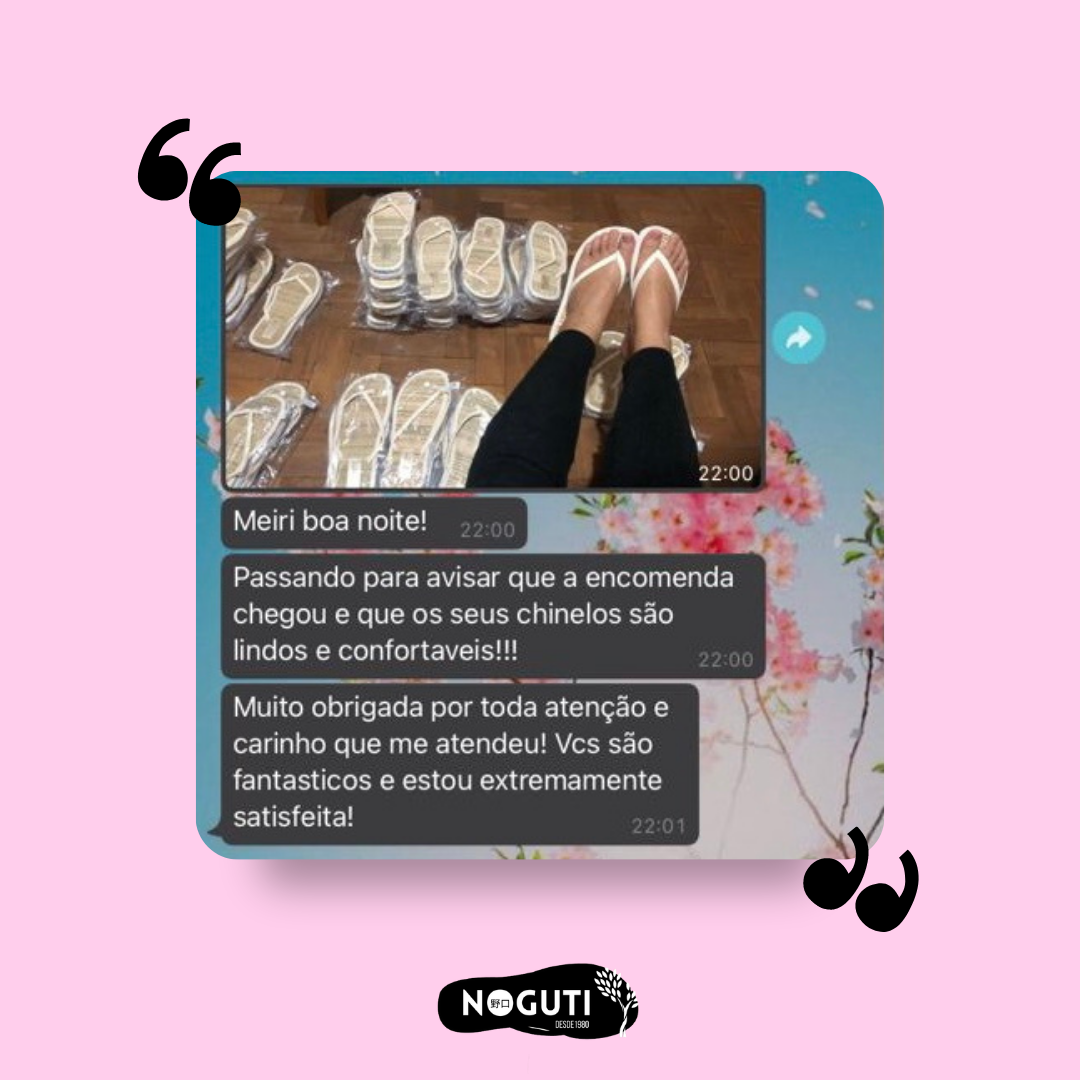 22:00
Meiri boa noite! 22:00
Passando para avisar que a encomenda
chegou e que os seus chinelos são
lindos e confortaveis!!!
22:00
Muito obrigada por toda atenção e
carinho que me atendeu! Vcs são
fantasticos e estou extremamente
satisfeita!
22:01
NOGUTI
野口
DESDE 1980